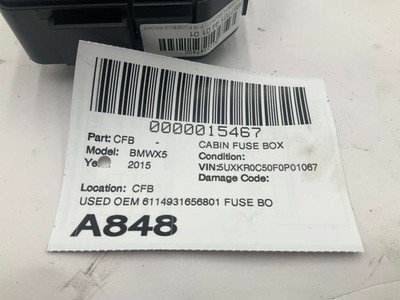 0000015467
Part: CFB - CABIN FUSE BOX
Model: BMWX5 Condition:
Year: 2015 VIN:5UXKR0C50F0P01067
Damage Code:
Location: CFB
USED OEM 6114931656801 FUSE BO
A848